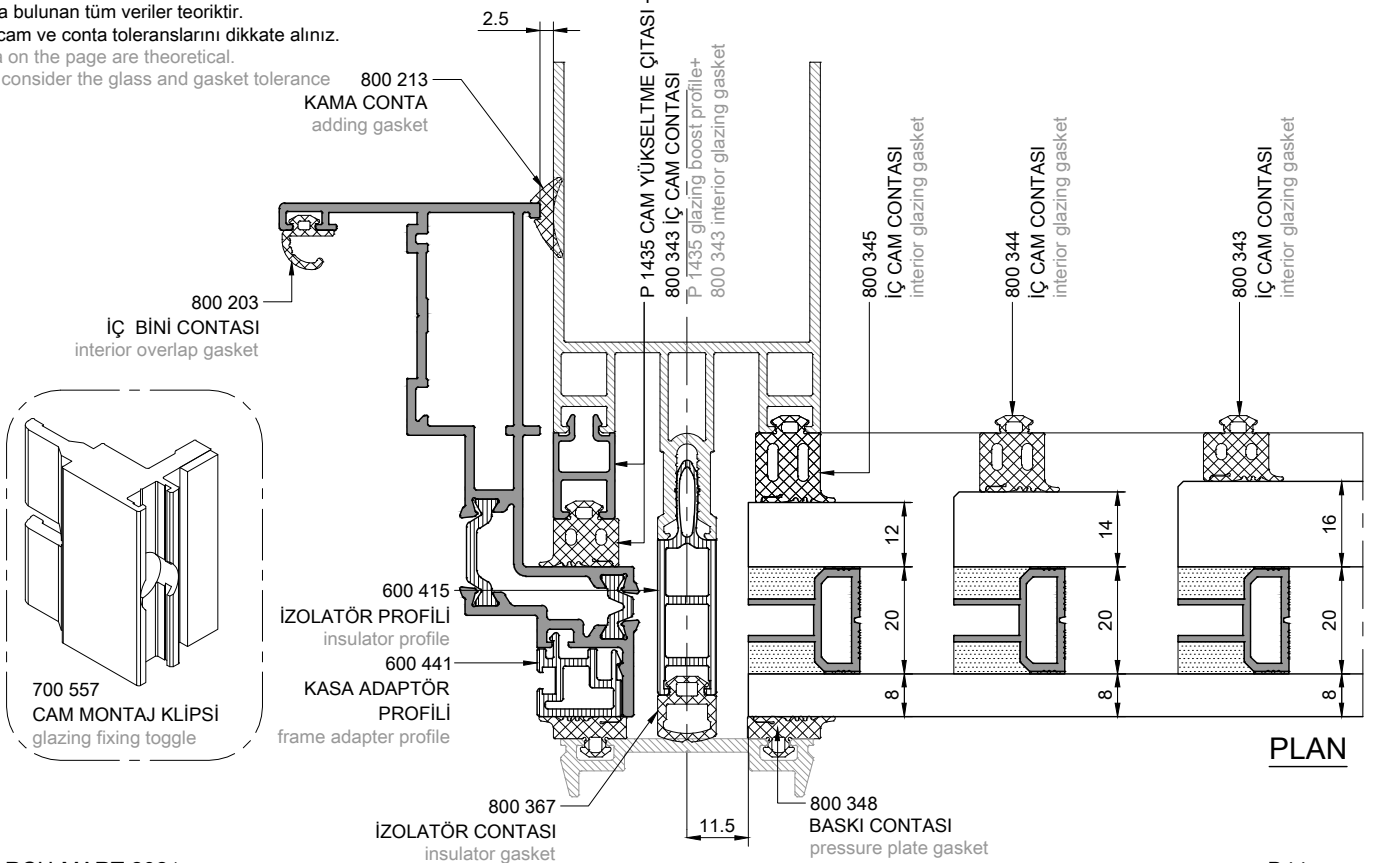 bulunan tüm veriler teoriktir.
cam ve conta toleranslarını dikkate alınız.
on the page are theoretical.
consider the glass and gasket tolerance
2.5
800 213
KAMA CONTA
adding gasket
P 1435 CAM YÜKSELTME ÇITASI +
800 343 İÇ CAM CONTASI
P 1435 glazing boost profile+
800 343 interior glazing gasket
800 345
İÇ CAM CONTASI
interior glazing gasket
800 344
İÇ CAM CONTASI
interior glazing gasket
800 343
İÇ CAM CONTASI
interior glazing gasket
800 203
İÇ BİNİ CONTASI
interior overlap gasket
700 557
CAM MONTAJ KLİPSİ
glazing fixing toggle
600 415
İZOLATÖR PROFİLİ
insulator profile
600 441
KASA ADAPTÖR
PROFİLİ
frame adapter profile
12
14
16
20
20
20
8
8
8
PLAN
800 367
İZOLATÖR CONTASI
insulator gasket
11.5
800 348
BASKI CONTASI
pressure plate gasket